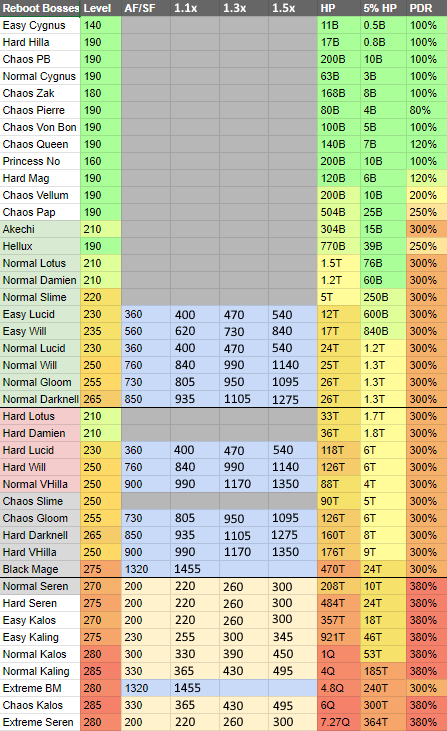 Reboot Bosses Level AF/SF 1.1x 1.3x 1.5x HP 5% HP PDR
Easy Cygnus 140 11B 0.5B 100%
Hard Hilla 190 17B 0.8B 100%
Chaos PB 190 200B 10B 100%
Normal Cygnus 190 63B 3B 100%
Chaos Zak 180 168B 8B 100%
Chaos Pierre 190 80B 4B 80%
Chaos Von Bon 190 100B 5B 100%
Chaos Queen 190 140B 7B 120%
Princess No 160 200B 10B 100%
Hard Mag 190 120B 6B 120%
Chaos Vellum 190 200B 10B 200%
Chaos Pap 190 504B 25B 250%
Akechi 210 304B 15B 300%
Hellux 190 770B 39B 250%
Normal Lotus 210 1.5T 76B 300%
Normal Damien 210 1.2T 60B 300%
Normal Slime 220 5T 250B 300%
Easy Lucid 230 360 400 470 540 12T 600B 300%
Easy Will 235 560 620 730 840 17T 840B 300%
Normal Lucid 230 360 400 470 540 24T 1.2T 300%
Normal Will 250 760 840 990 1140 25T 1.3T 300%
Normal Gloom 255 730 805 950 1095 26T 1.3T 300%
Normal Darknell 265 850 935 1105 1275 26T 1.3T 300%
Hard Lotus 210 33T 1.7T 300%
Hard Damien 210 36T 1.8T 300%
Hard Lucid 230 360 400 470 540 118T 6T 300%
Hard Will 250 760 840 990 1140 126T 6T 300%
Normal VHilla 250 900 990 1170 1350 88T 4T 300%
Chaos Slime 250 90T 5T 300%
Chaos Gloom 255 730 805 950 1095 126T 6T 300%
Hard Darknell 265 850 935 1105 1275 160T 8T 300%
Hard VHilla 250 900 990 1170 1350 176T 9T 300%
Black Mage 275 1320 1455 470T 24T 300%
Normal Seren 270 200 220 260 300 208T 10T 380%
Hard Seren 275 200 220 260 300 484T 24T 380%
Easy Kalos 270 200 220 260 300 357T 18T 380%
Easy Kaling 275 230 255 300 345 921T 46T 380%
Normal Kalos 285 300 330 390 450 1Q 53T 380%
Normal Kaling 285 330 365 430 495 4Q 185T 380%
Extreme BM 280 1320 1455 4.8Q 240T 300%
Chaos Kalos 285 330 365 430 495 6Q 300T 380%
Extreme Seren 280 200 220 260 300 7.27Q 364T 380%